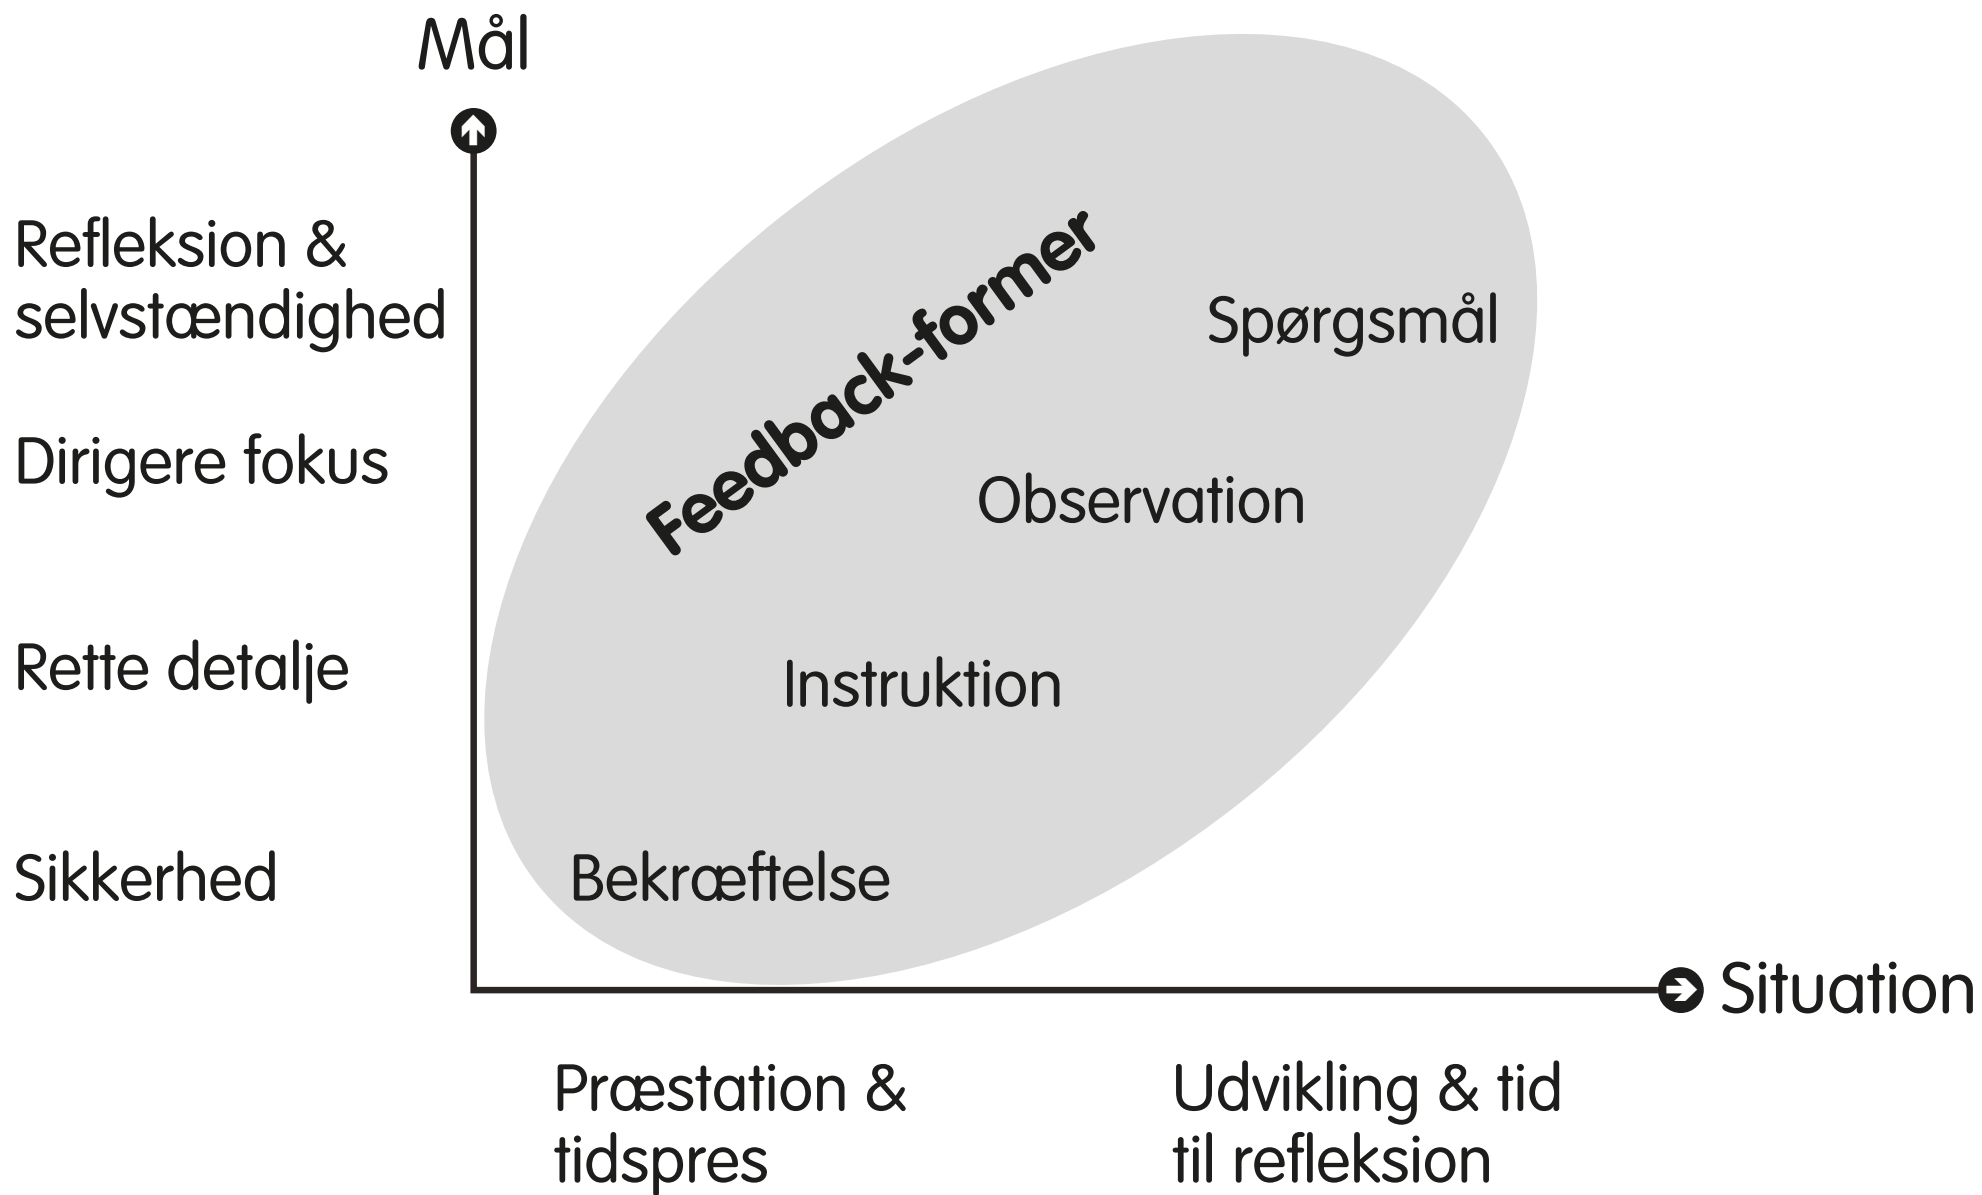 Mål
Refleksion &
selvstændighed
Feedback-former
Spørgsmål
Dirigere fokus
Observation
Rette detalje
Instruktion
Sikkerhed
Bekræftelse
Situation
Præstation &
tidspres
Udvikling & tid
til refleksion